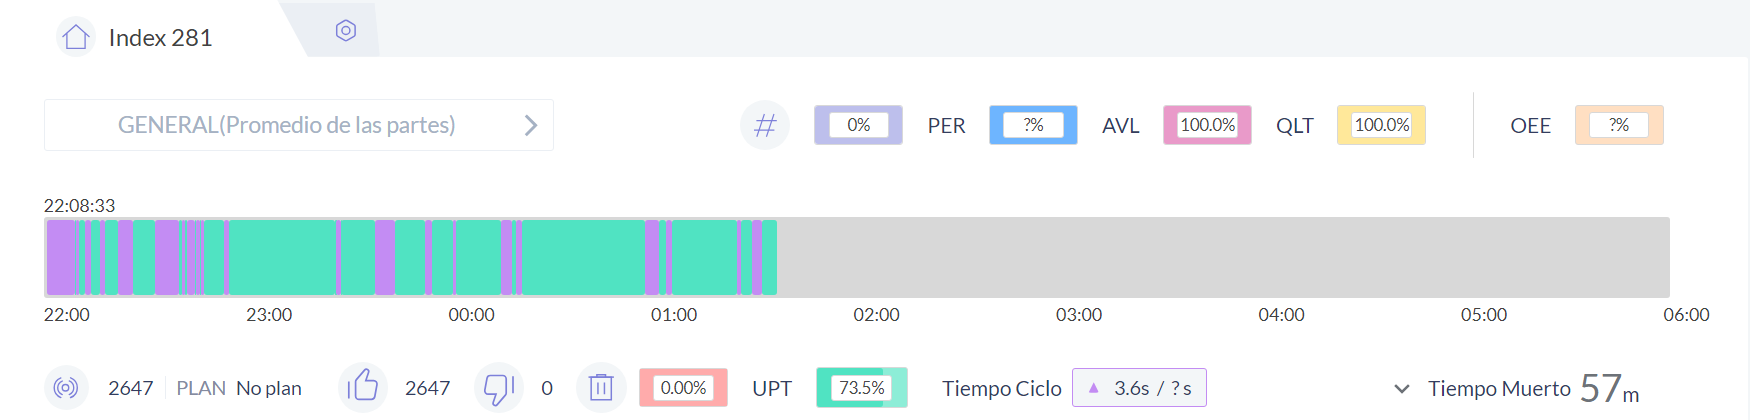 Index 281
GENERAL(Promedio de las partes)
# 0% PER ?% AVL 100.0% QLT 100.0% OEE ?%
22:08:33
22:00 23:00 00:00 01:00 02:00 03:00 04:00 05:00 06:00
2647 PLAN No plan 2647 0 0.00% UPT 73.5% Tiempo Ciclo ▲ 3.6s / ? s Tiempo Muerto 57m